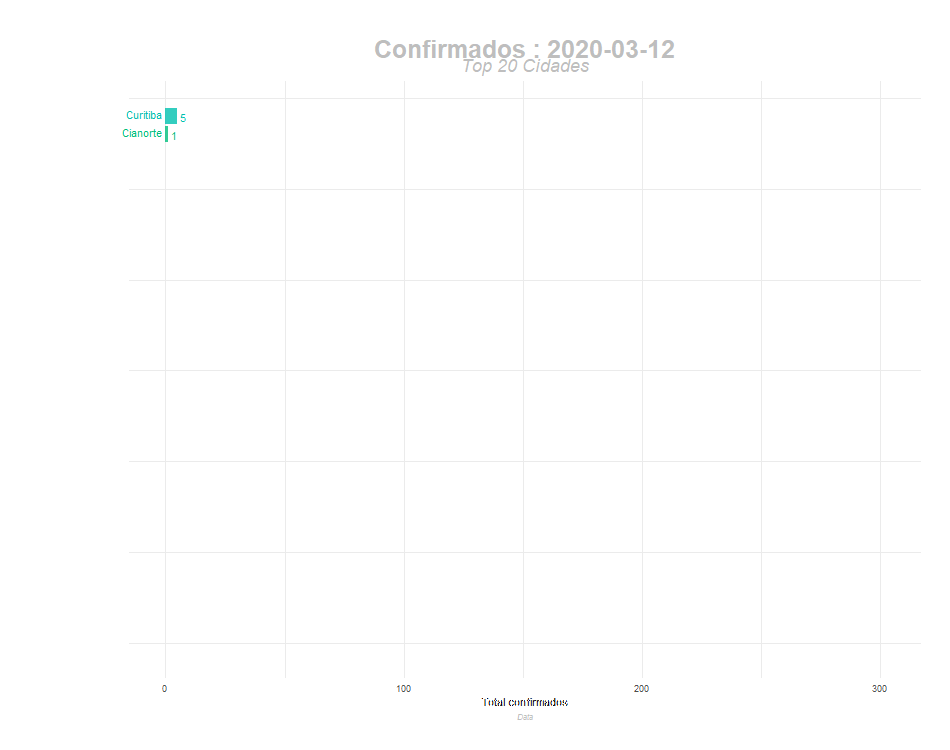 Confirmados : 2020-03-12
Top 20 Cidades
Curitiba 5
Cianorte 1
0 100 200 300
Total confirmados
Data